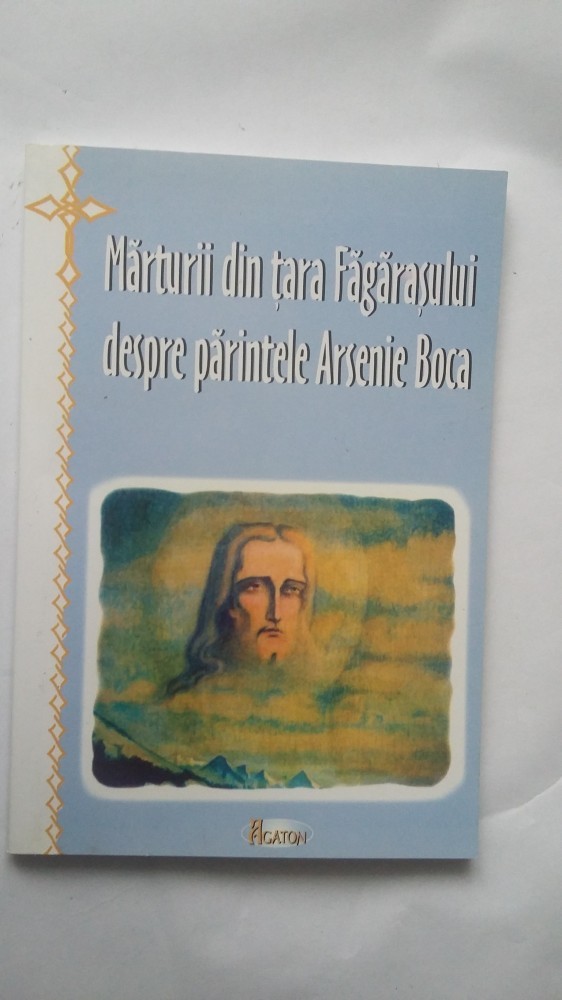 Mărturii din țara Făgărașului
despre părintele Arsenie Boca
AGATON